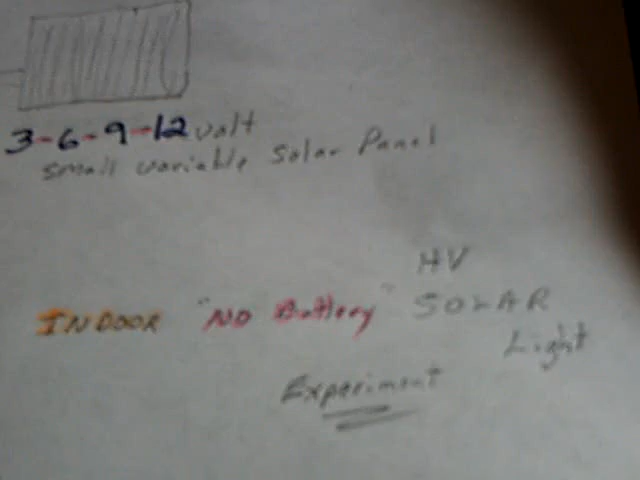 3-6-9-12 volt
small variable solar Panel
HV
INDOOR "NO Battery" SOLAR
Light
Experiment